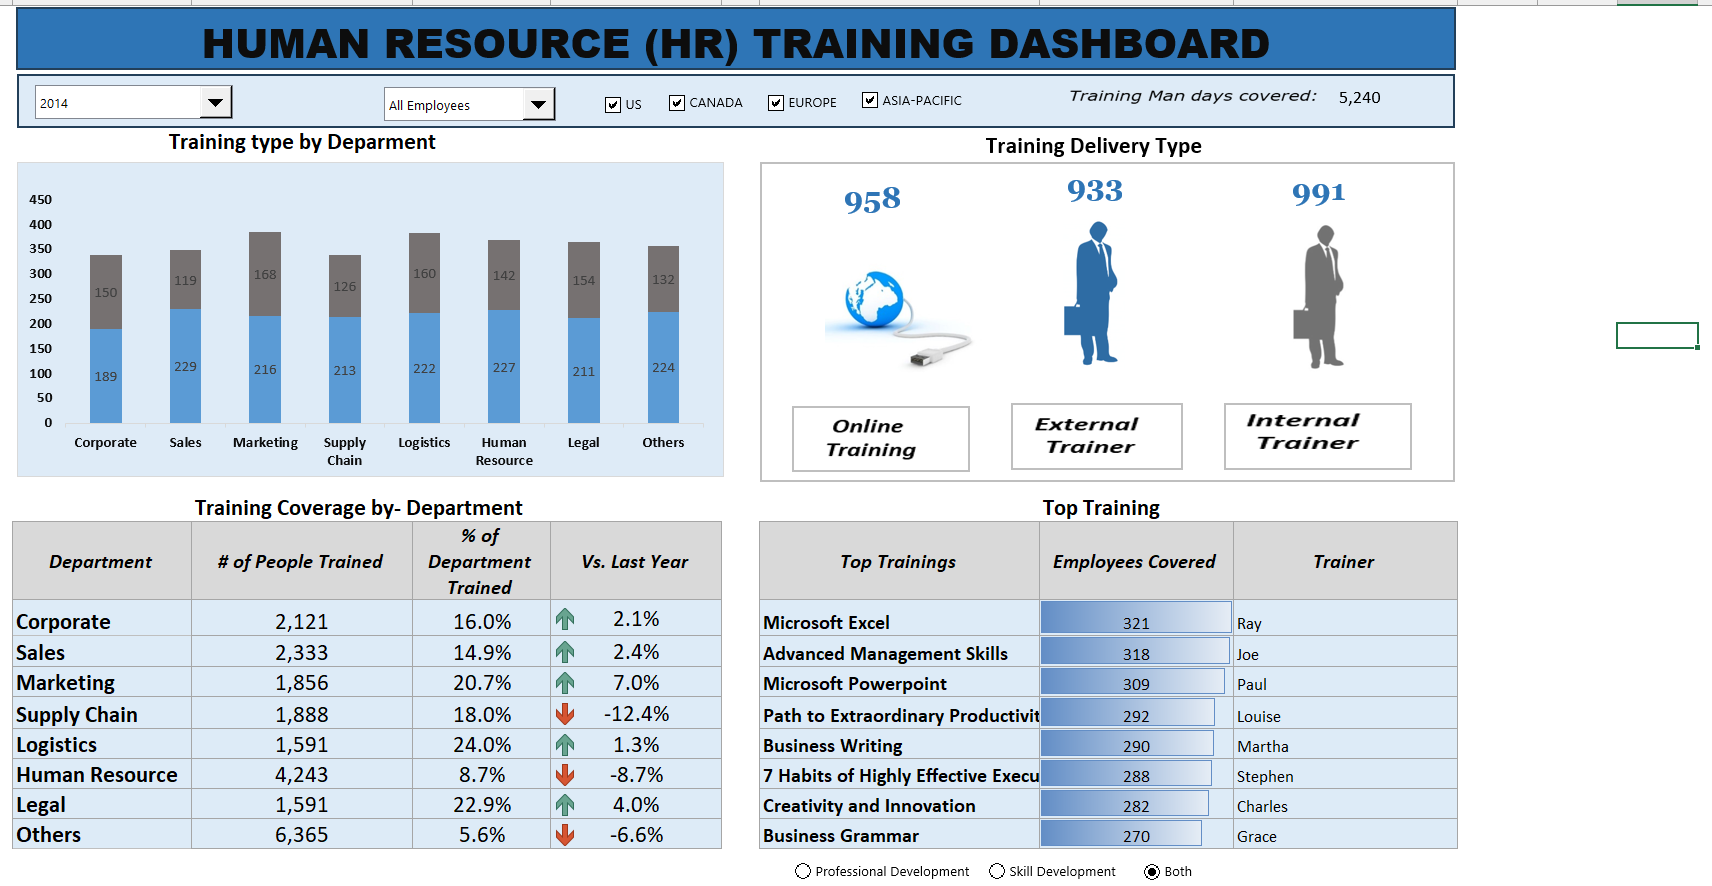 HUMAN RESOURCE (HR) TRAINING DASHBOARD
2014
All Employees
US
CANADA
EUROPE
ASIA-PACIFIC
Training Man days covered: 5,240
Training type by Deparment
450
400
350
300
250
200
150
100
50
0
150 119 168 126 160 142 154 132
189 229 216 213 222 227 211 224
Corporate Sales Marketing Supply Logistics Human Legal Others
Chain Resource
Training Delivery Type
958 933 991
Online
Training
External
Trainer
Internal
Trainer
Training Coverage by- Department
Department # of People Trained % of Department Trained Vs. Last Year
Corporate 2,121 16.0% 2.1%
Sales 2,333 14.9% 2.4%
Marketing 1,856 20.7% 7.0%
Supply Chain 1,888 18.0% -12.4%
Logistics 1,591 24.0% 1.3%
Human Resource 4,243 8.7% -8.7%
Legal 1,591 22.9% 4.0%
Others 6,365 5.6% -6.6%
Top Training
Top Trainings Employees Covered Trainer
Microsoft Excel 321 Ray
Advanced Management Skills 318 Joe
Microsoft Powerpoint 309 Paul
Path to Extraordinary Productivit 292 Louise
Business Writing 290 Martha
7 Habits of Highly Effective Execu 288 Stephen
Creativity and Innovation 282 Charles
Business Grammar 270 Grace
Professional Development Skill Development Both